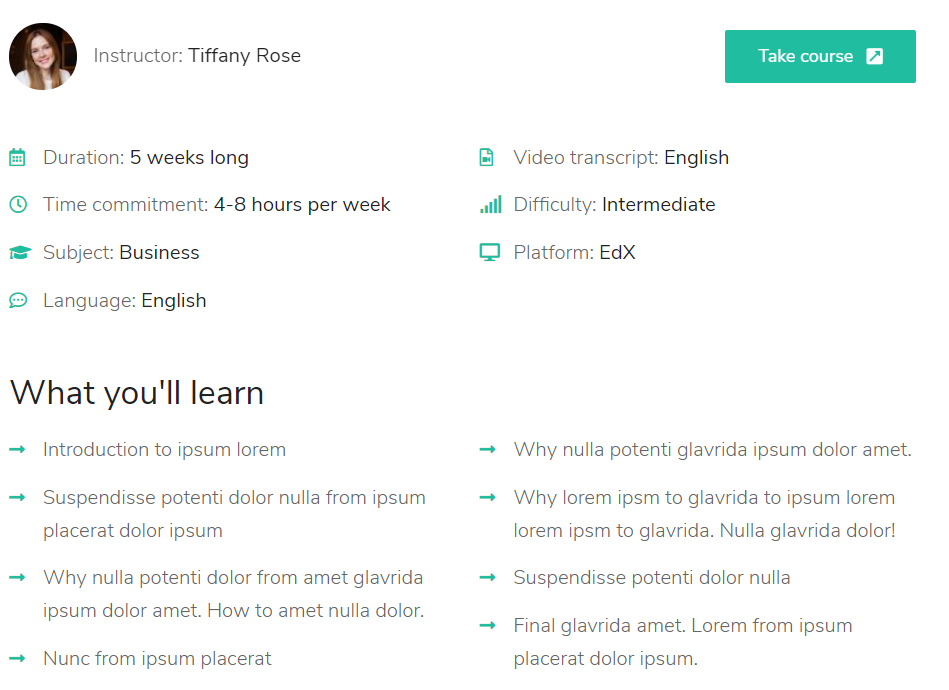 Instructor: Tiffany Rose
Take course
Duration: 5 weeks long
Time commitment: 4-8 hours per week
Subject: Business
Language: English
Video transcript: English
Difficulty: Intermediate
Platform: EdX
What you'll learn
Introduction to ipsum lorem
Suspendisse potenti dolor nulla from ipsum
placerat dolor ipsum
Why nulla potenti dolor from amet glavrida
ipsum dolor amet. How to amet nulla dolor.
Nunc from ipsum placerat
Why nulla potenti glavrida ipsum dolor amet.
Why lorem ipsm to glavrida to ipsum lorem
lorem ipsm to glavrida. Nulla glavrida dolor!
Suspendisse potenti dolor nulla
Final glavrida amet. Lorem from ipsum
placerat dolor ipsum.